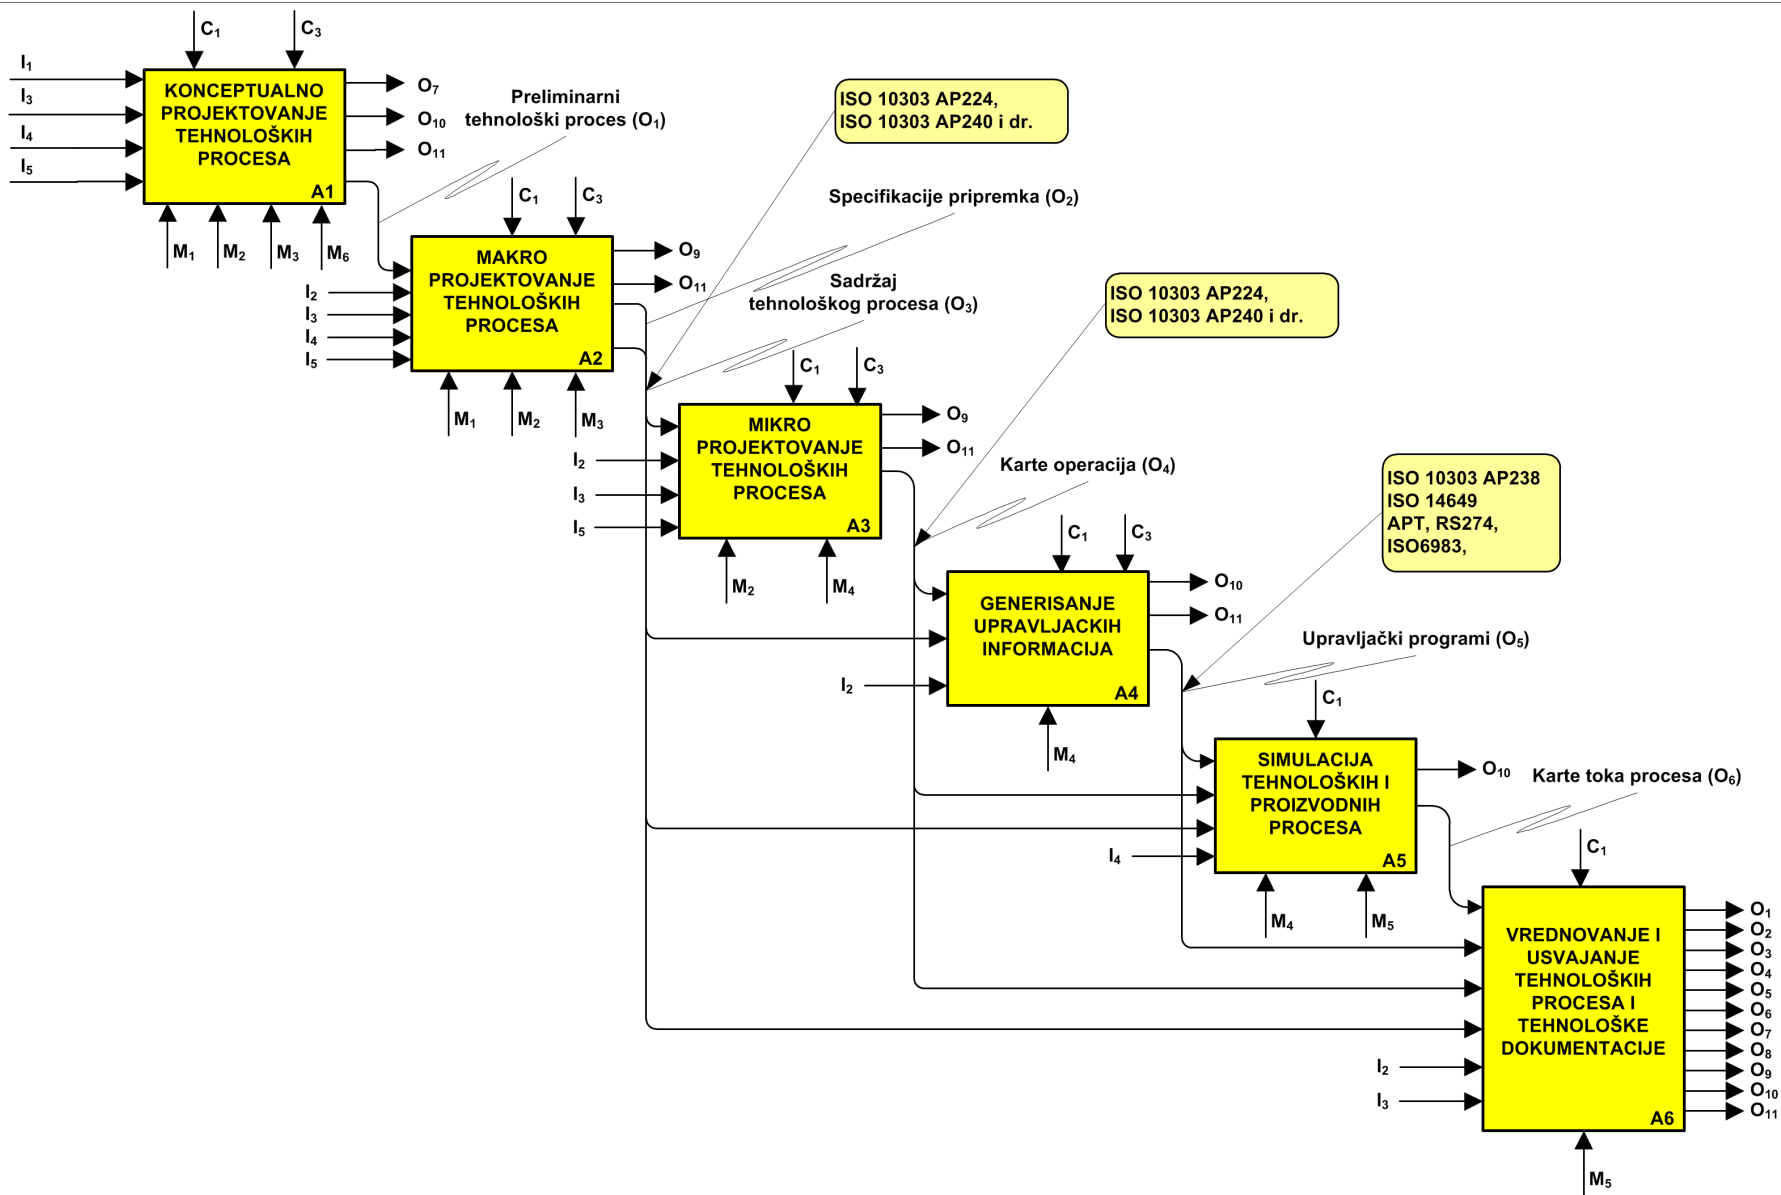 C₁
C₃
I₁
I₃
I₄
I₅
KONCEPTUALNO
PROJEKTOVANJE
TEHNOLOŠKIH
PROCESA
A1
O₇
O₁₀
O₁₁
M₁
M₂
M₃
M₆
Preliminarni
tehnološki proces (O₁)
ISO 10303 AP224,
ISO 10303 AP240 i dr.
C₁
C₃
I₂
I₃
I₄
I₅
MAKRO
PROJEKTOVANJE
TEHNOLOŠKIH
PROCESA
A2
O₉
O₁₁
M₁
M₂
M₃
Specifikacije pripremka (O₂)
Sadržaj
tehnološkog procesa (O₃)
ISO 10303 AP224,
ISO 10303 AP240 i dr.
C₁
C₃
I₂
I₃
I₅
MIKRO
PROJEKTOVANJE
TEHNOLOŠKIH
PROCESA
A3
O₉
O₁₁
M₂
M₄
Karte operacija (O₄)
ISO 10303 AP238
ISO 14649
APT, RS274,
ISO6983,
C₁
C₃
I₂
GENERISANJE
UPRAVLJACKIH
INFORMACIJA
A4
O₁₀
O₁₁
M₄
Upravljački programi (O₅)
C₁
I₄
SIMULACIJA
TEHNOLOŠKIH I
PROIZVODNIH
PROCESA
A5
O₁₀
M₄
M₅
Karte toka procesa (O₆)
C₁
I₂
I₃
VREDNOVANJE I
USVAJANJE
TEHNOLOŠKIH
PROCESA I
TEHNOLOŠKE
DOKUMENTACIJE
A6
O₁
O₂
O₃
O₄
O₅
O₆
O₇
O₈
O₉
O₁₀
O₁₁
M₅